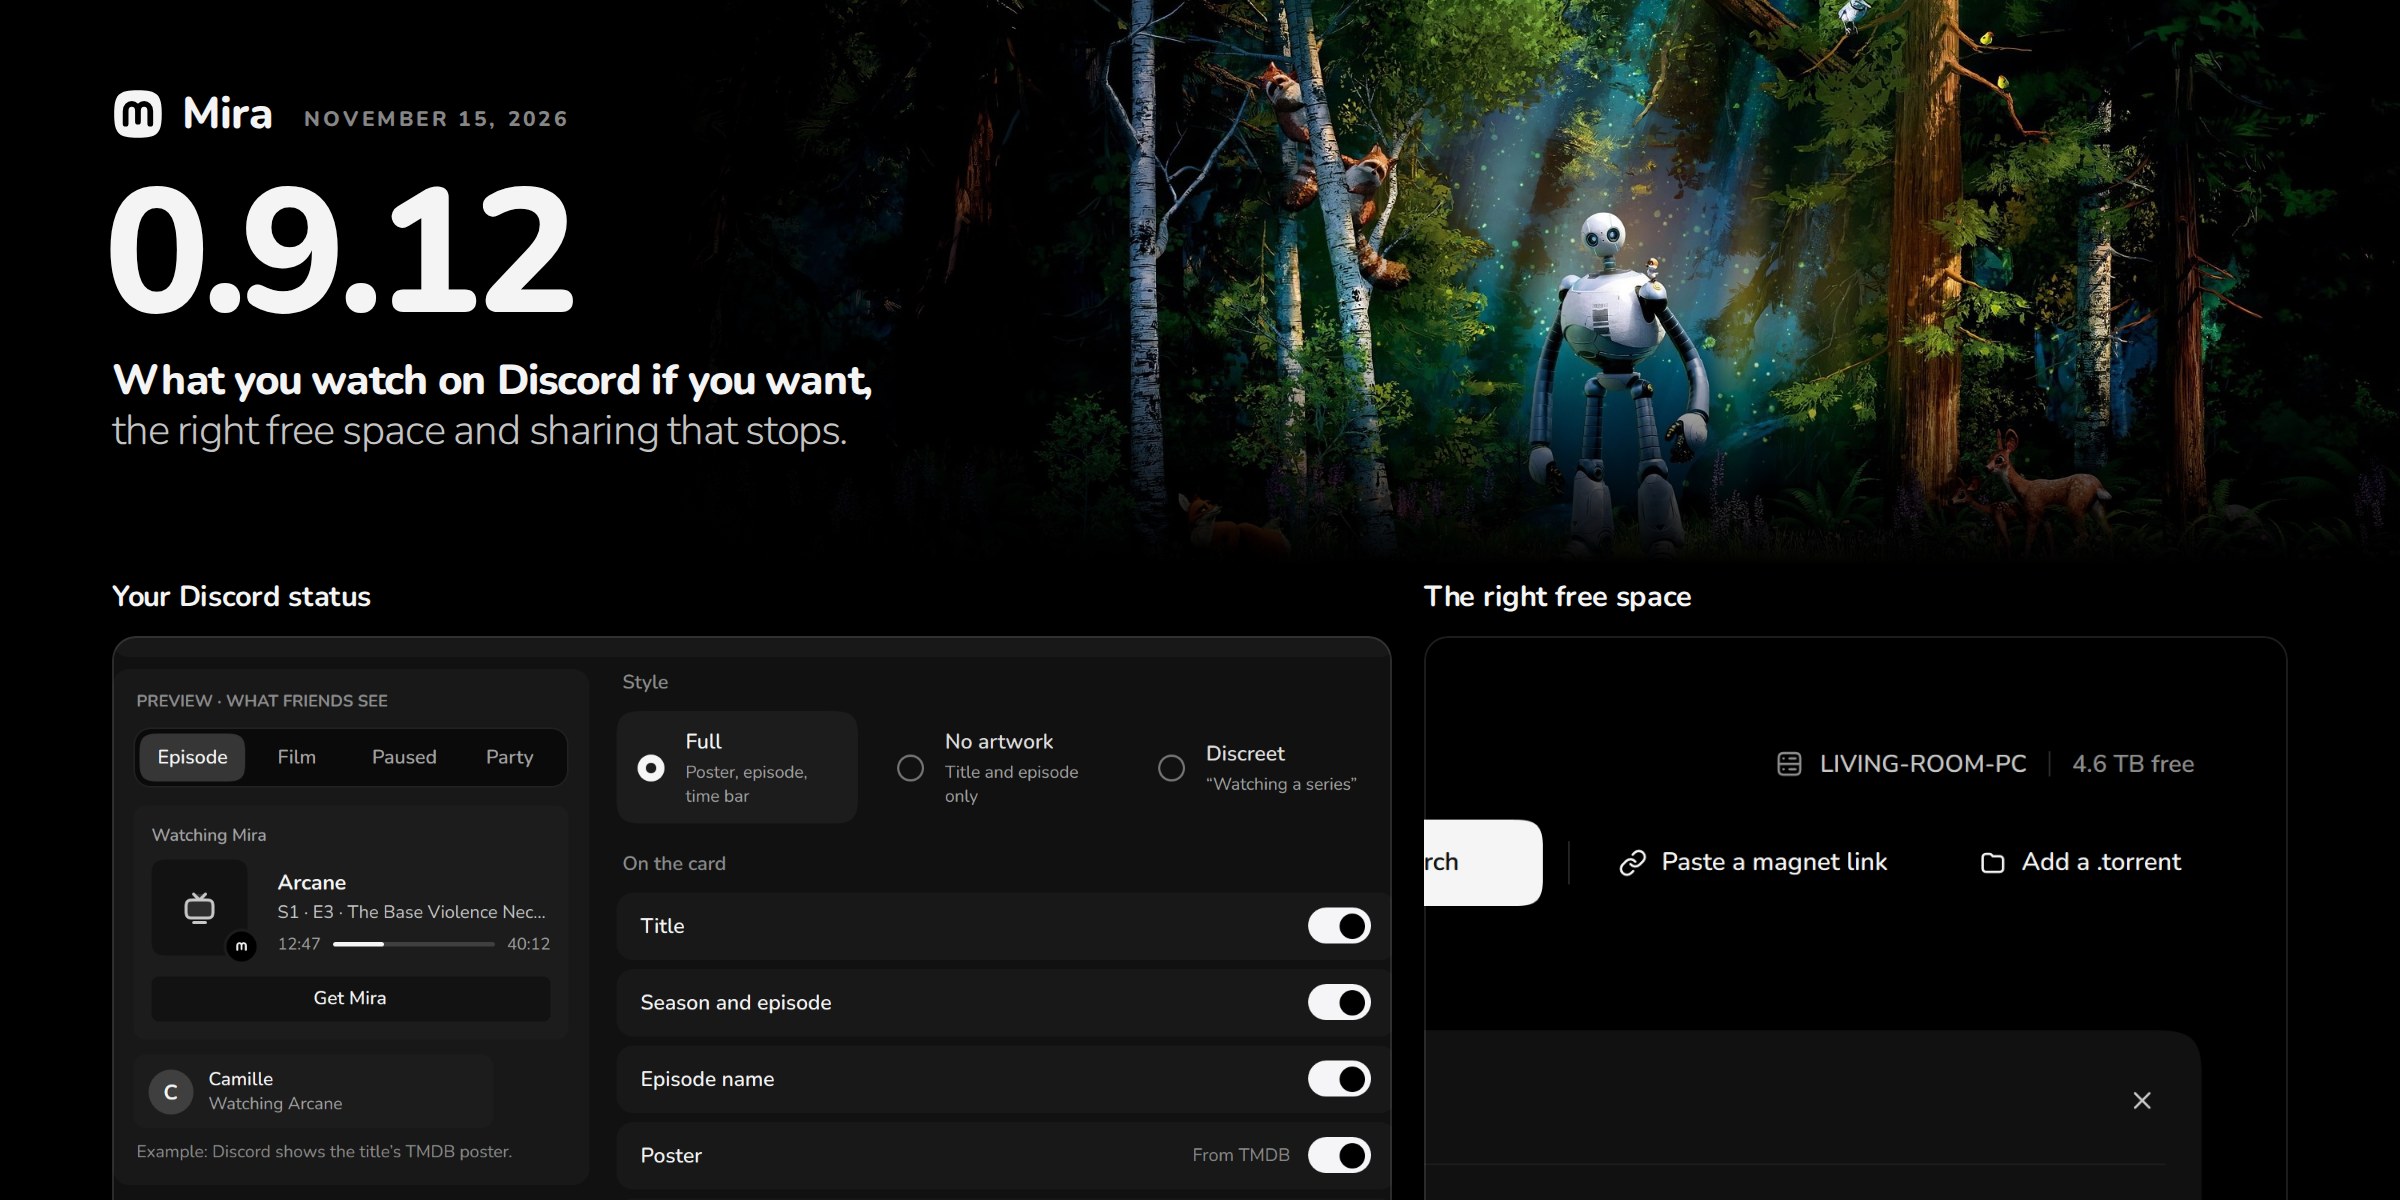 Mira NOVEMBER 15, 2026
0.9.12
What you watch on Discord if you want,
the right free space and sharing that stops.
Your Discord status
PREVIEW · WHAT FRIENDS SEE
Episode Film Paused Party
Watching Mira
Arcane
S1 · E3 · The Base Violence Nec...
12:47 40:12
m
Get Mira
C
Camille
Watching Arcane
Example: Discord shows the title's TMDB poster.
Style
Full
Poster, episode,
time bar
No artwork
Title and episode
only
Discreet
“Watching a series”
On the card
Title
Season and episode
Episode name
Poster From TMDB
The right free space
LIVING-ROOM-PC 4.6 TB free
rch Paste a magnet link Add a .torrent